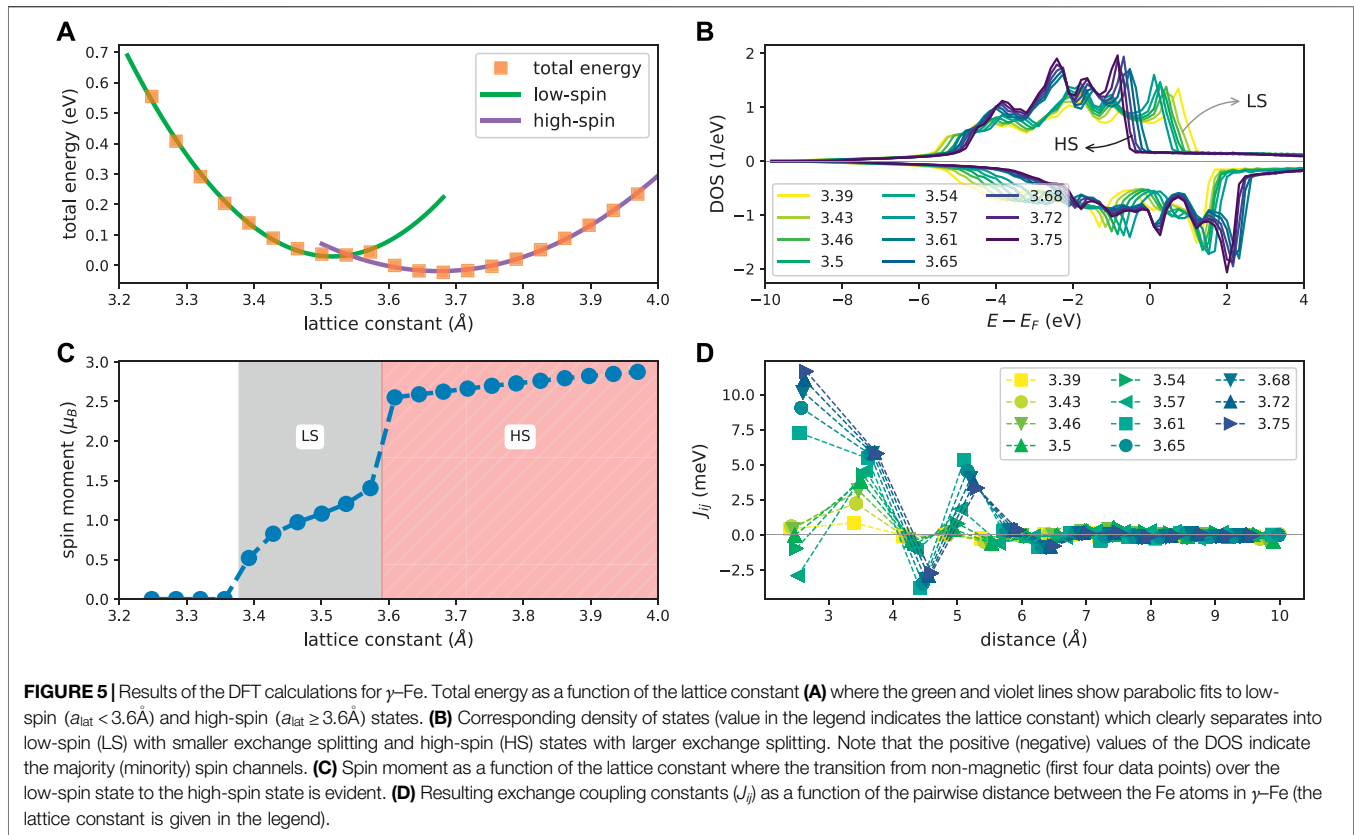 A
0.7
0.6
0.5
0.4
0.3
0.2
0.1
0.0
total energy (eV)
total energy
low-spin
high-spin
3.2 3.3 3.4 3.5 3.6 3.7 3.8 3.9 4.0
lattice constant (Å)
B
2
1
0
−1
−2
DOS (1/eV)
LS
HS
3.39 3.54 3.68
3.43 3.57 3.72
3.46 3.61 3.75
3.5 3.65
−10 −8 −6 −4 −2 0 2 4
E − E_F (eV)
C
3.0
2.5
2.0
1.5
1.0
0.5
0.0
spin moment (μ_B)
LS
HS
3.2 3.3 3.4 3.5 3.6 3.7 3.8 3.9 4.0
lattice constant (Å)
D
10.0
7.5
5.0
2.5
0.0
−2.5
J_ij (meV)
3.39 3.54 3.68
3.43 3.57 3.72
3.46 3.61 3.75
3.5 3.65
3 4 5 6 7 8 9 10
distance (Å)
FIGURE 5 | Results of the DFT calculations for γ–Fe. Total energy as a function of the lattice constant (A) where the green and violet lines show parabolic fits to low-
spin (a_lat < 3.6Å) and high-spin (a_lat ≥ 3.6Å) states. (B) Corresponding density of states (value in the legend indicates the lattice constant) which clearly separates into
low-spin (LS) with smaller exchange splitting and high-spin (HS) states with larger exchange splitting. Note that the positive (negative) values of the DOS indicate
the majority (minority) spin channels. (C) Spin moment as a function of the lattice constant where the transition from non-magnetic (first four data points) over the
low-spin state to the high-spin state is evident. (D) Resulting exchange coupling constants (J_ij) as a function of the pairwise distance between the Fe atoms in γ–Fe (the
lattice constant is given in the legend).